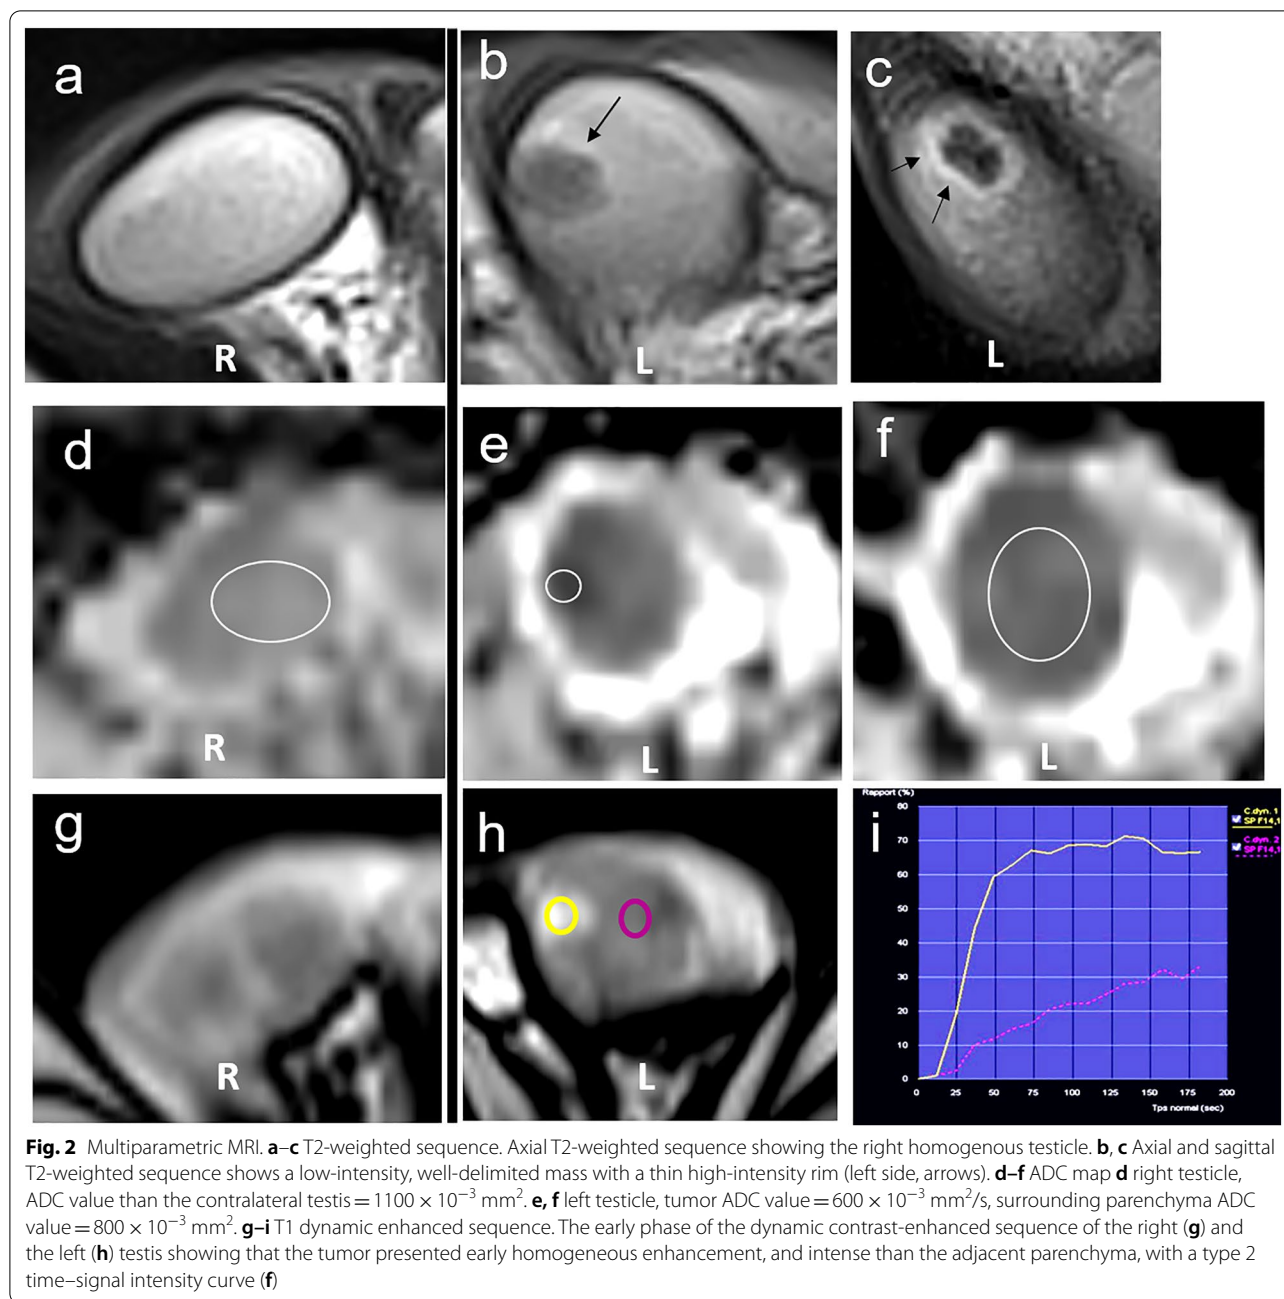 a
b
c
R
L
L
d
e
f
R
L
L
g
h
i
R
L
Rapport (%)
80
70
60
50
40
30
20
10
0
0 25 50 75 100 125 150 175 200
Tps normal (sec)
C.dyn. 1
SP F14,1
C.dyn. 2
SP F14,1
Fig. 2 Multiparametric MRI. a–c T2-weighted sequence. Axial T2-weighted sequence showing the right homogenous testicle. b, c Axial and sagittal
T2-weighted sequence shows a low-intensity, well-delimited mass with a thin high-intensity rim (left side, arrows). d–f ADC map d right testicle,
ADC value than the contralateral testis = 1100 × 10⁻³ mm². e, f left testicle, tumor ADC value = 600 × 10⁻³ mm²/s, surrounding parenchyma ADC
value = 800 × 10⁻³ mm². g–i T1 dynamic enhanced sequence. The early phase of the dynamic contrast-enhanced sequence of the right (g) and
the left (h) testis showing that the tumor presented early homogeneous enhancement, and intense than the adjacent parenchyma, with a type 2
time–signal intensity curve (f)